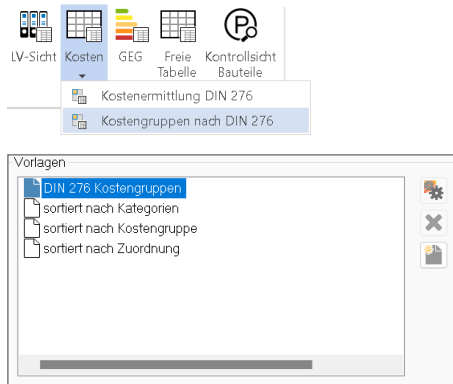 LV-Sicht Kosten GEG Freie Tabelle Kontrollsicht Bauteile
Kostenermittlung DIN 276
Kostengruppen nach DIN 276
Vorlagen
DIN 276 Kostengruppen
sortiert nach Kategorien
sortiert nach Kostengruppe
sortiert nach Zuordnung